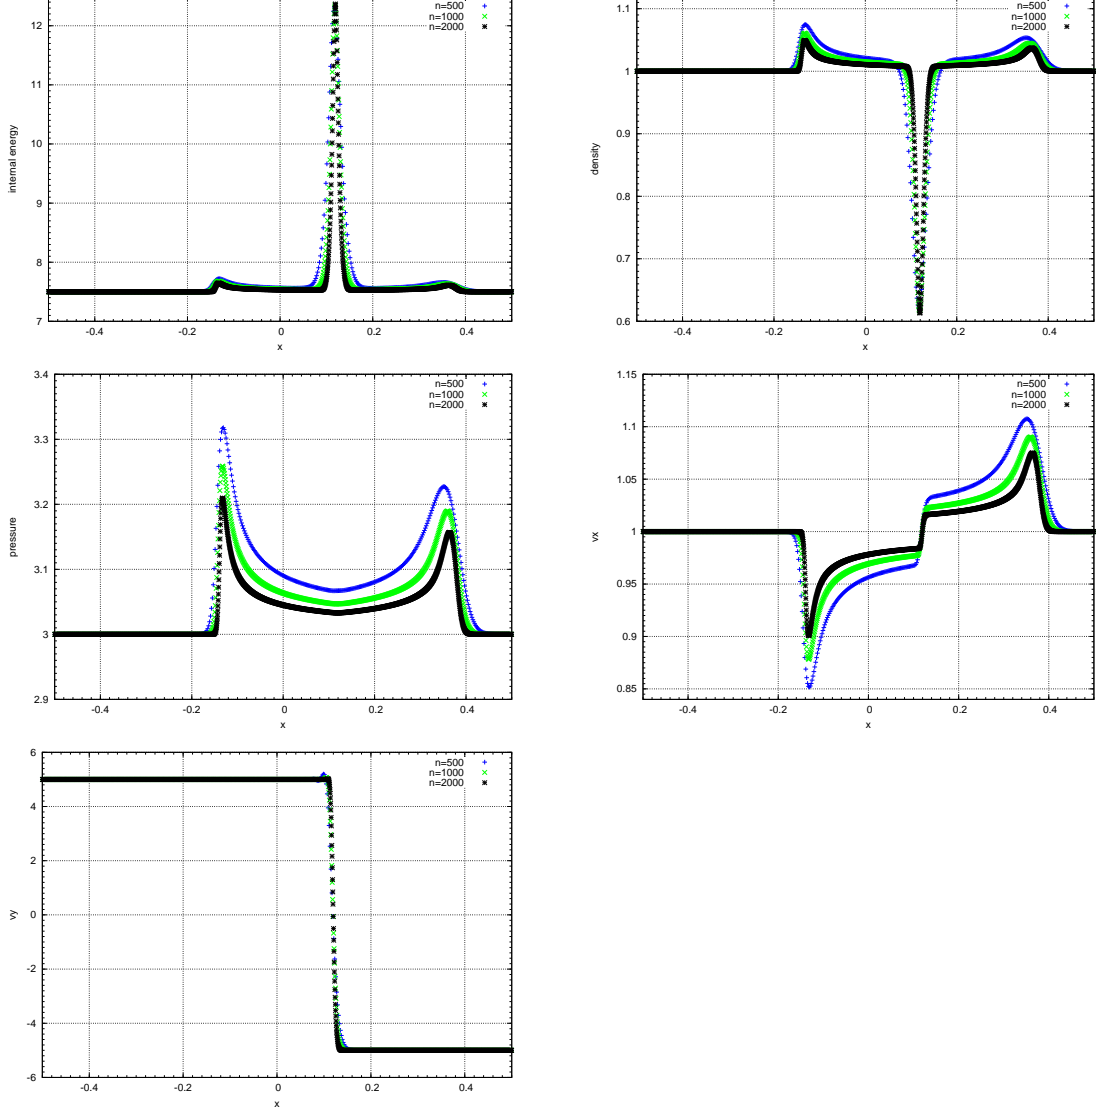 n=500
n=1000
n=2000
12
11
10
9
8
7
internal energy
-0.4
-0.2
0
0.2
0.4
x
n=500
n=1000
n=2000
1.1
1
0.9
0.8
0.7
0.6
density
-0.4
-0.2
0
0.2
0.4
x
n=500
n=1000
n=2000
3.4
3.3
3.2
3.1
3
2.9
pressure
-0.4
-0.2
0
0.2
0.4
x
n=500
n=1000
n=2000
1.15
1.1
1.05
1
0.95
0.9
0.85
vx
-0.4
-0.2
0
0.2
0.4
x
n=500
n=1000
n=2000
6
4
2
0
-2
-4
-6
vy
-0.4
-0.2
0
0.2
0.4
x